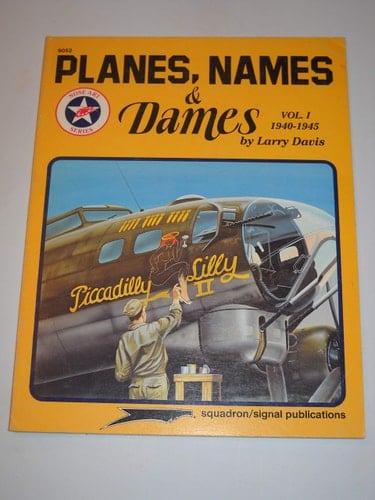 6052
PLANES, NAMES
&
Dames
VOL. I
1940-1945
by Larry Davis
NOSE ART
SERIES
Piccadilly Lilly
II
squadron/signal publications